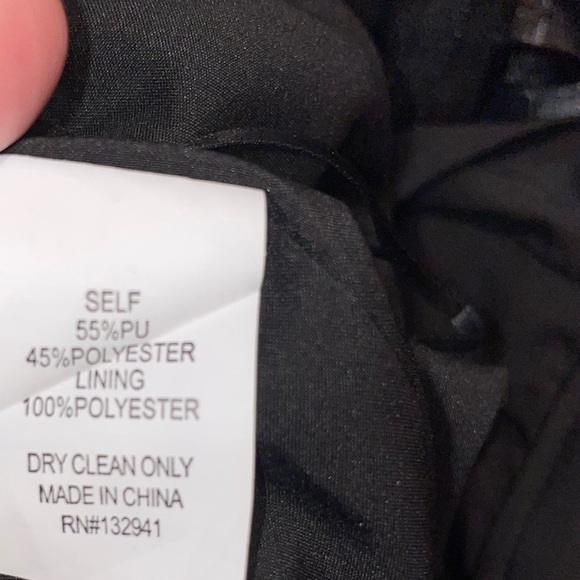 SELF
55%PU
45%POLYESTER
LINING
100%POLYESTER
DRY CLEAN ONLY
MADE IN CHINA
RN#132941